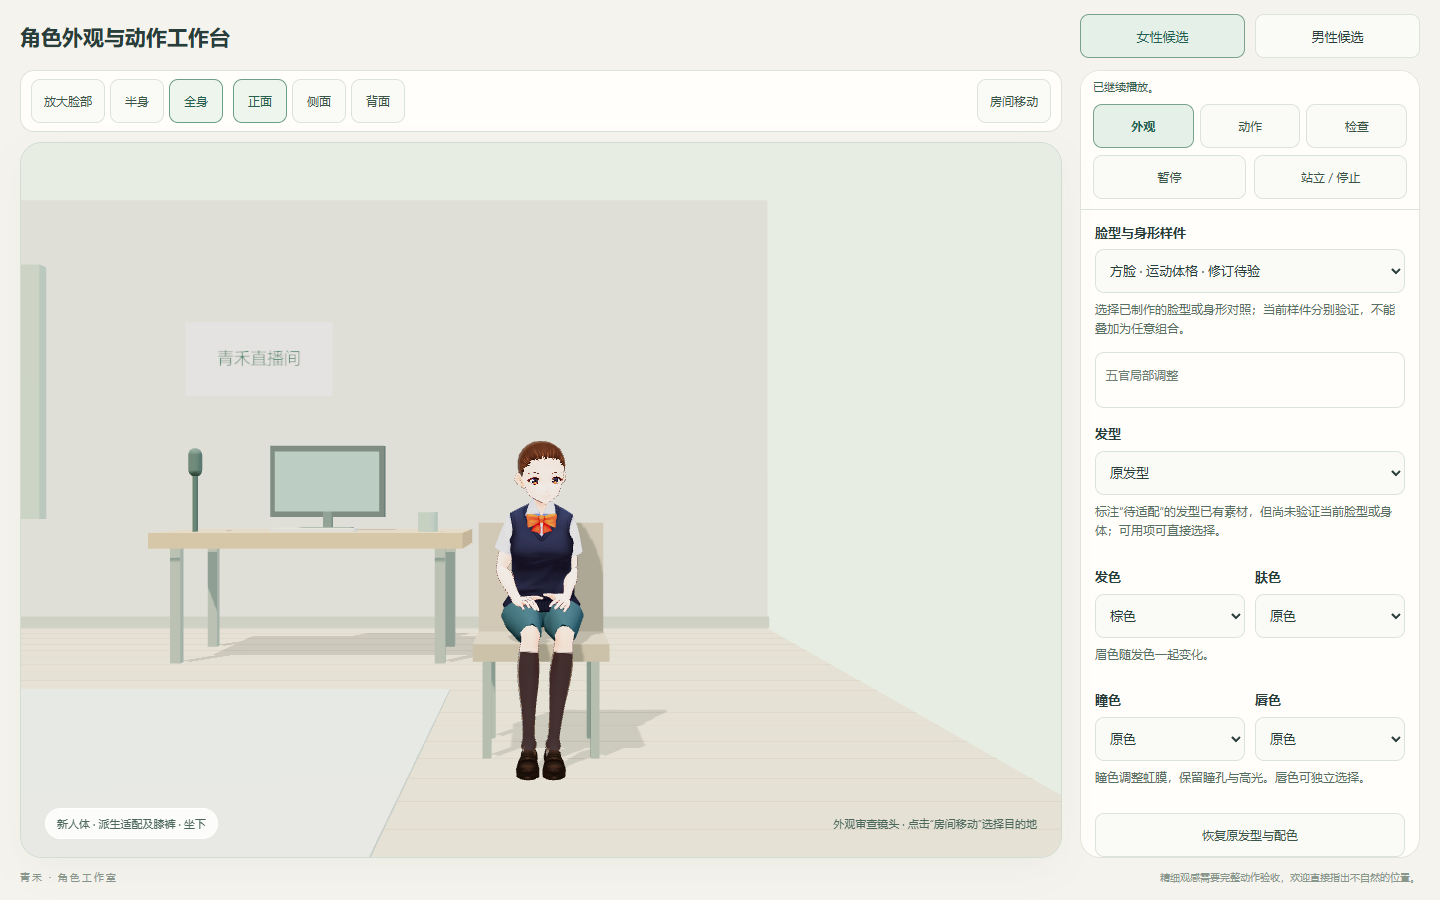 角色外观与动作工作台
女性候选
男性候选
放大脸部
半身
全身
正面
侧面
背面
房间移动
已继续播放。
外观
动作
检查
暂停
站立 / 停止
脸型与身形样件
方脸 · 运动体格 · 修订待验
选择已制作的脸型或身形对照；当前样件分别验证，不能
叠加为任意组合。
五官局部调整
发型
原发型
标注“待适配”的发型已有素材，但尚未验证当前脸型或身
体；可用项可直接选择。
发色
肤色
棕色
原色
眉色随发色一起变化。
瞳色
唇色
原色
原色
瞳色调整虹膜，保留瞳孔与高光。唇色可独立选择。
恢复原发型与配色
青禾直播间
新人体 · 派生适配及膝裤 · 坐下
外观审查镜头 · 点击“房间移动”选择目的地
青禾 · 角色工作室
精细观感需要完整动作验收，欢迎直接指出不自然的位置。